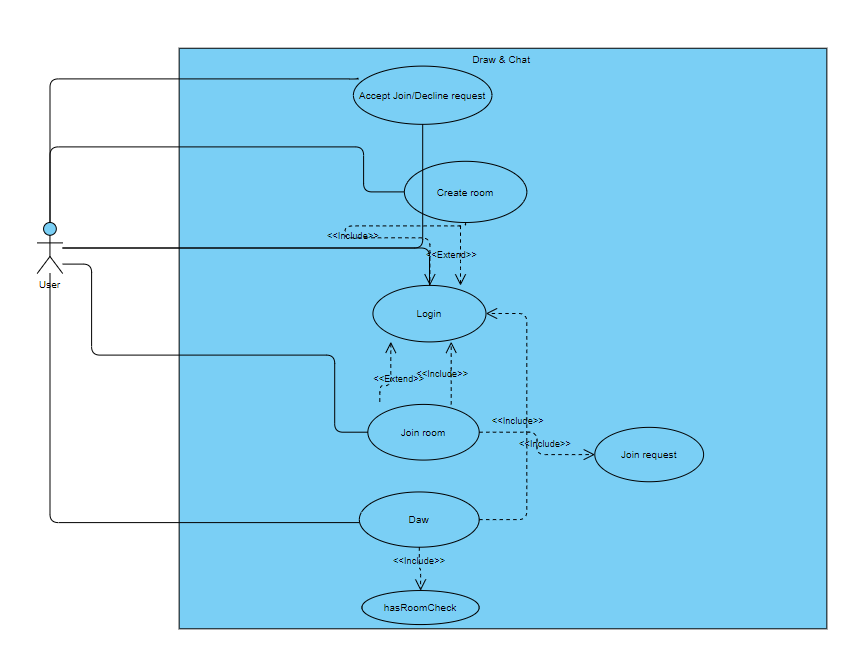 Draw & Chat
Accept Join/Decline request
Create room
<<Include>>
<<Extend>>
User
Login
<<Include>>
<<Extend>>
<<Include>>
Join room
<<Include>>
Join request
Daw
<<Include>>
hasRoomCheck